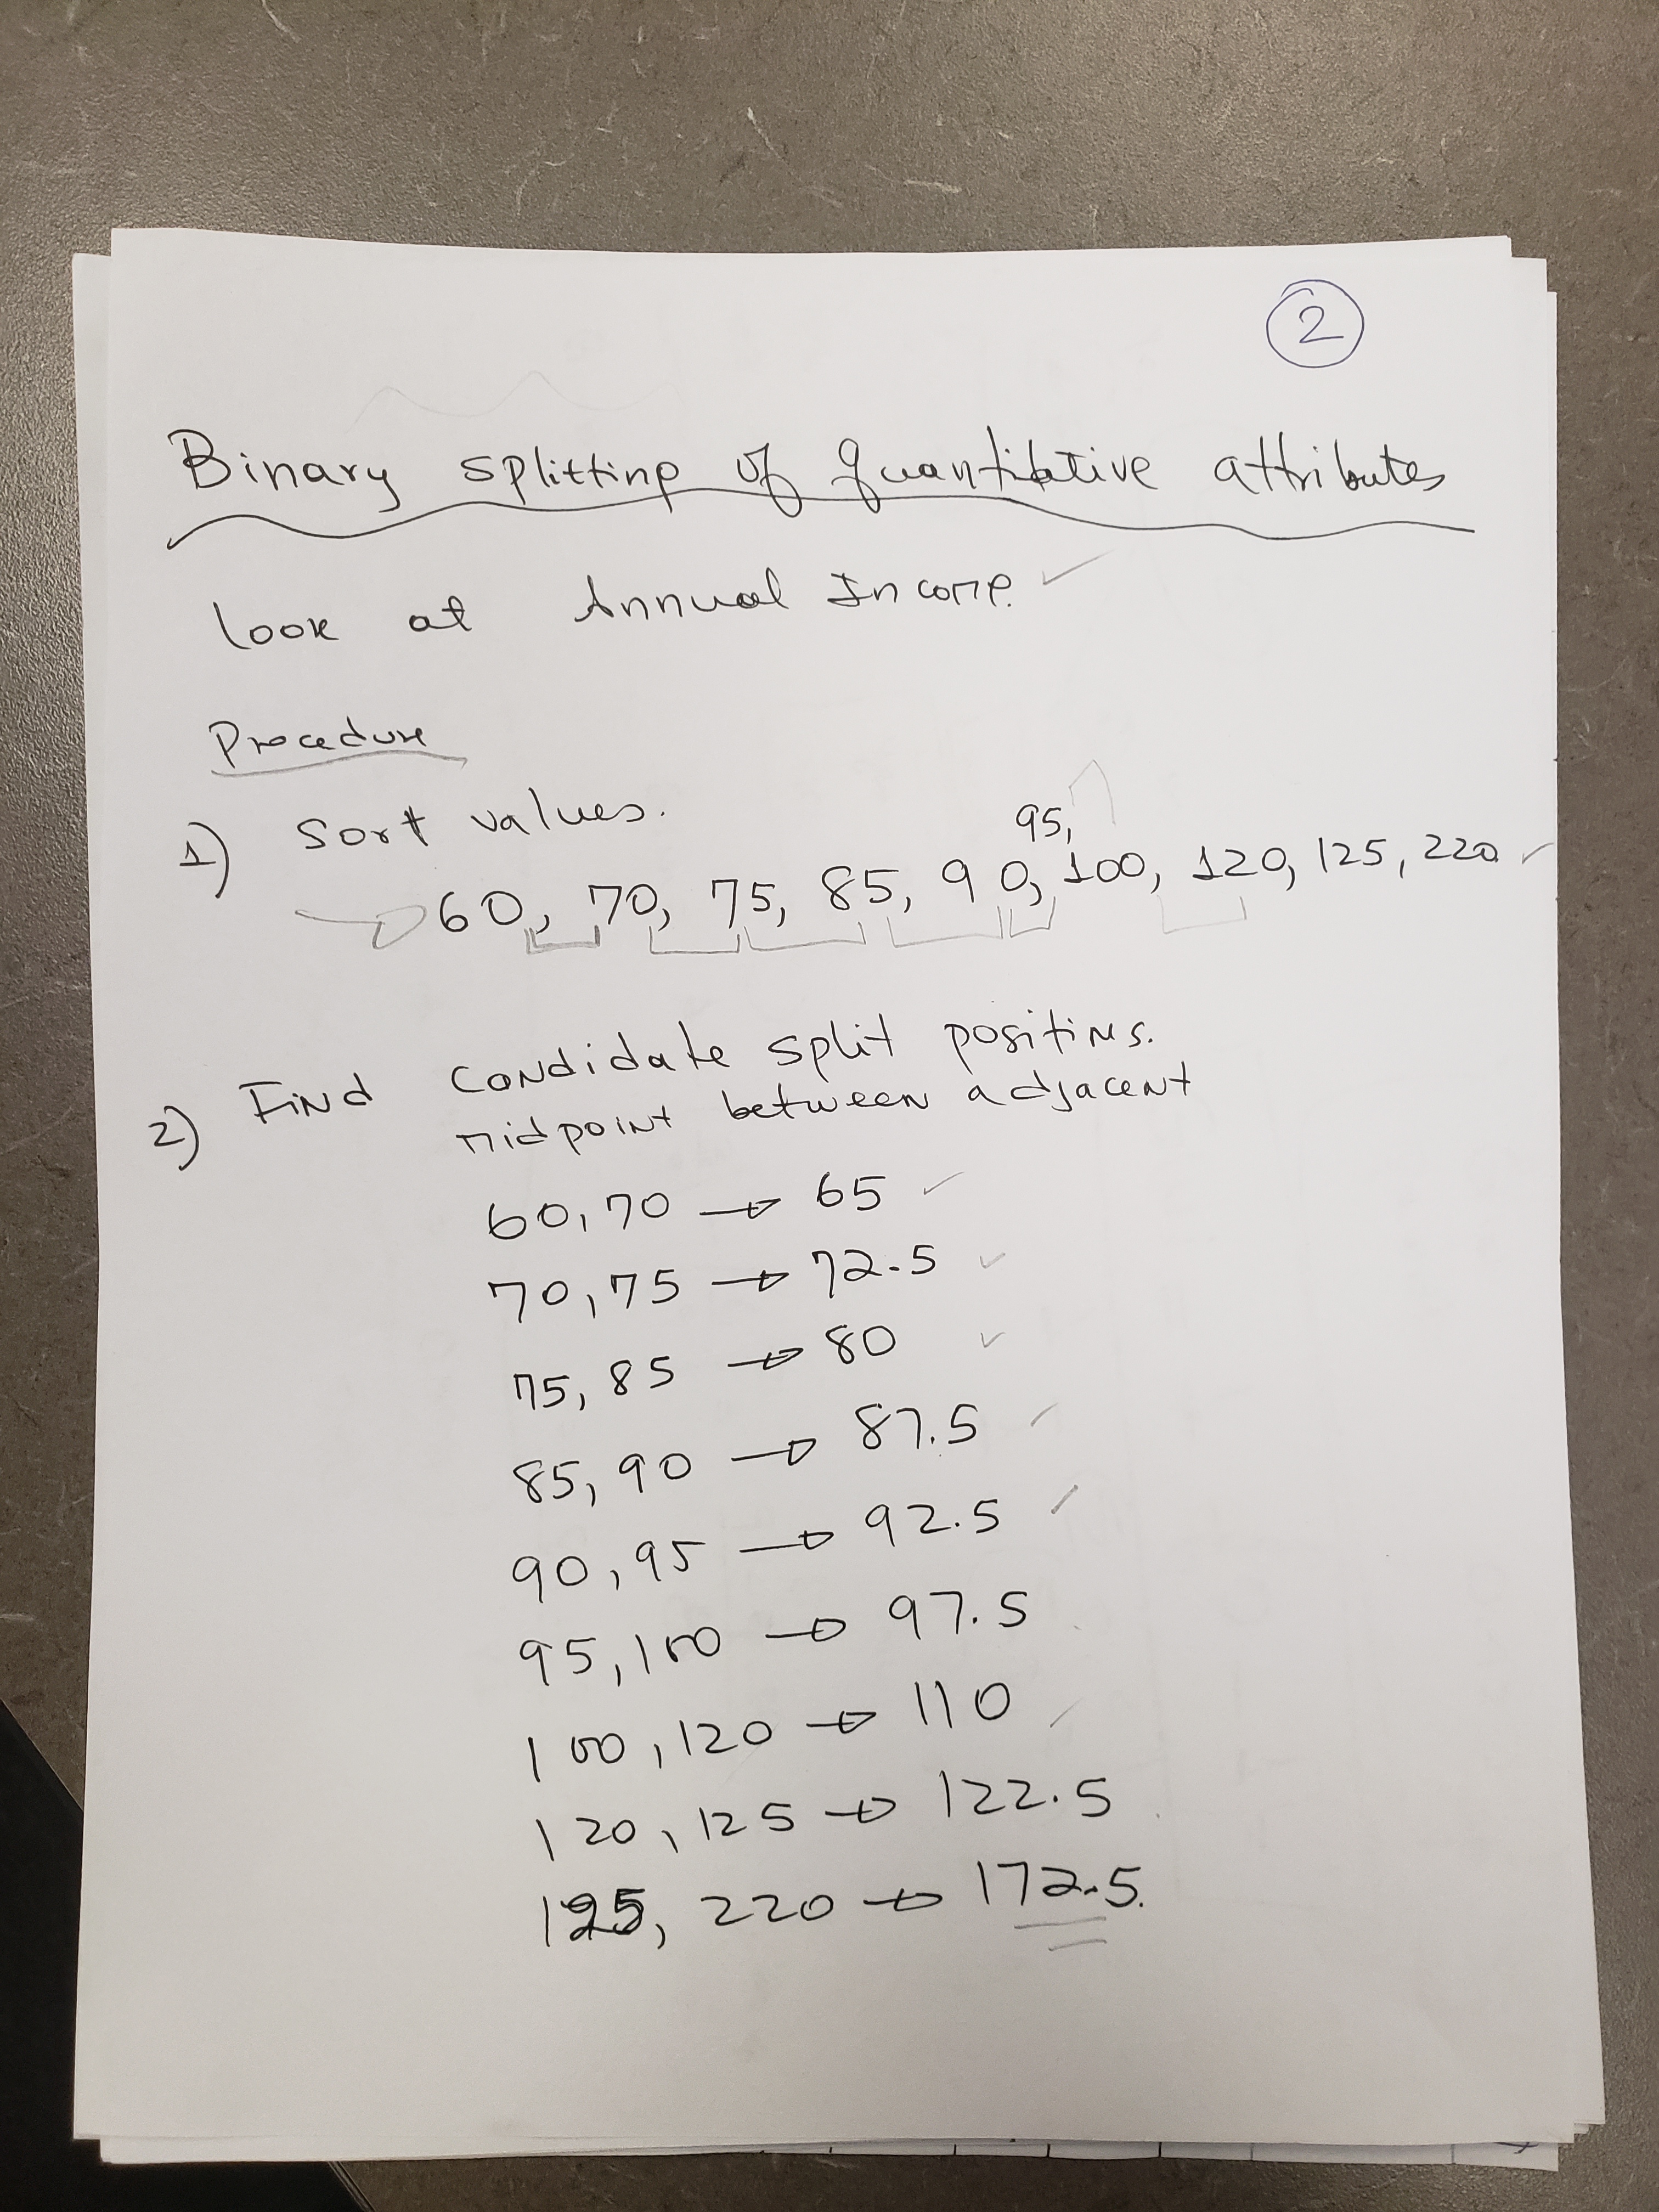 2
Binary splitting of quantitative attributes
Look at Annual Income.
Procedure
1) Sort values.
95,
60, 70, 75, 85, 90, 100, 120, 125, 220
2) Find candidate split positions.
midpoint between adjacent
60, 70 → 65
70, 75 → 72.5
75, 85 → 80
85, 90 → 87.5
90, 95 → 92.5
95, 100 → 97.5
100, 120 → 110
120, 125 → 122.5
125, 220 → 172.5.